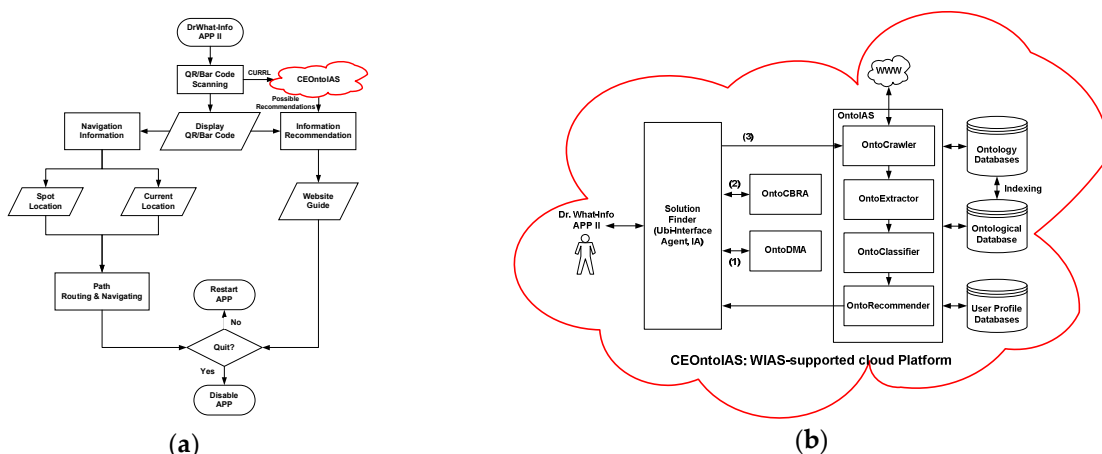 DrWhat-Info
APP II
QR/Bar Code
Scanning
CURRL
CEOntoIAS
Possible
Recommendations
Navigation
Information
Display
QR/Bar Code
Information
Recommendation
Spot
Location
Current
Location
Website
Guide
Path
Routing & Navigating
Restart
APP
No
Quit?
Yes
Disable
APP
(a)
WWW
OntoIAS
(3)
OntoCrawler
Ontology
Databases
(2)
OntoCBRA
OntoExtractor
Indexing
Dr. What-Info
APP II
Solution
Finder
(Ubi-Interface
Agent, IA)
(1)
OntoDMA
OntoClassifier
Ontological
Database
OntoRecommender
User Profile
Databases
CEOntoIAS: WIAS-supported cloud Platform
(b)